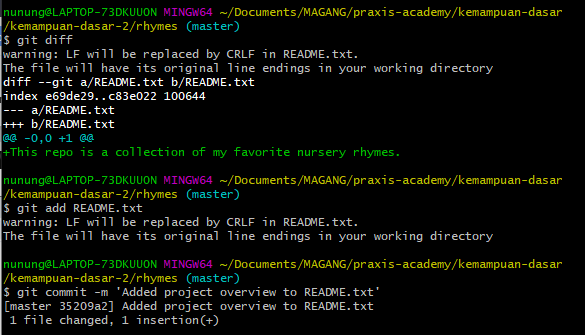 nunung@LAPTOP-73DKUUON MINGW64 ~/Documents/MAGANG/praxis-academy/kemampuan-dasar
/kemampuan-dasar-2/rhymes (master)
$ git diff
warning: LF will be replaced by CRLF in README.txt.
The file will have its original line endings in your working directory
diff --git a/README.txt b/README.txt
index e69de29..c83e022 100644
--- a/README.txt
+++ b/README.txt
@@ -0,0 +1 @@
+This repo is a collection of my favorite nursery rhymes.
nunung@LAPTOP-73DKUUON MINGW64 ~/Documents/MAGANG/praxis-academy/kemampuan-dasar
/kemampuan-dasar-2/rhymes (master)
$ git add README.txt
warning: LF will be replaced by CRLF in README.txt.
The file will have its original line endings in your working directory
nunung@LAPTOP-73DKUUON MINGW64 ~/Documents/MAGANG/praxis-academy/kemampuan-dasar
/kemampuan-dasar-2/rhymes (master)
$ git commit -m 'Added project overview to README.txt'
[master 35209a2] Added project overview to README.txt
 1 file changed, 1 insertion(+)